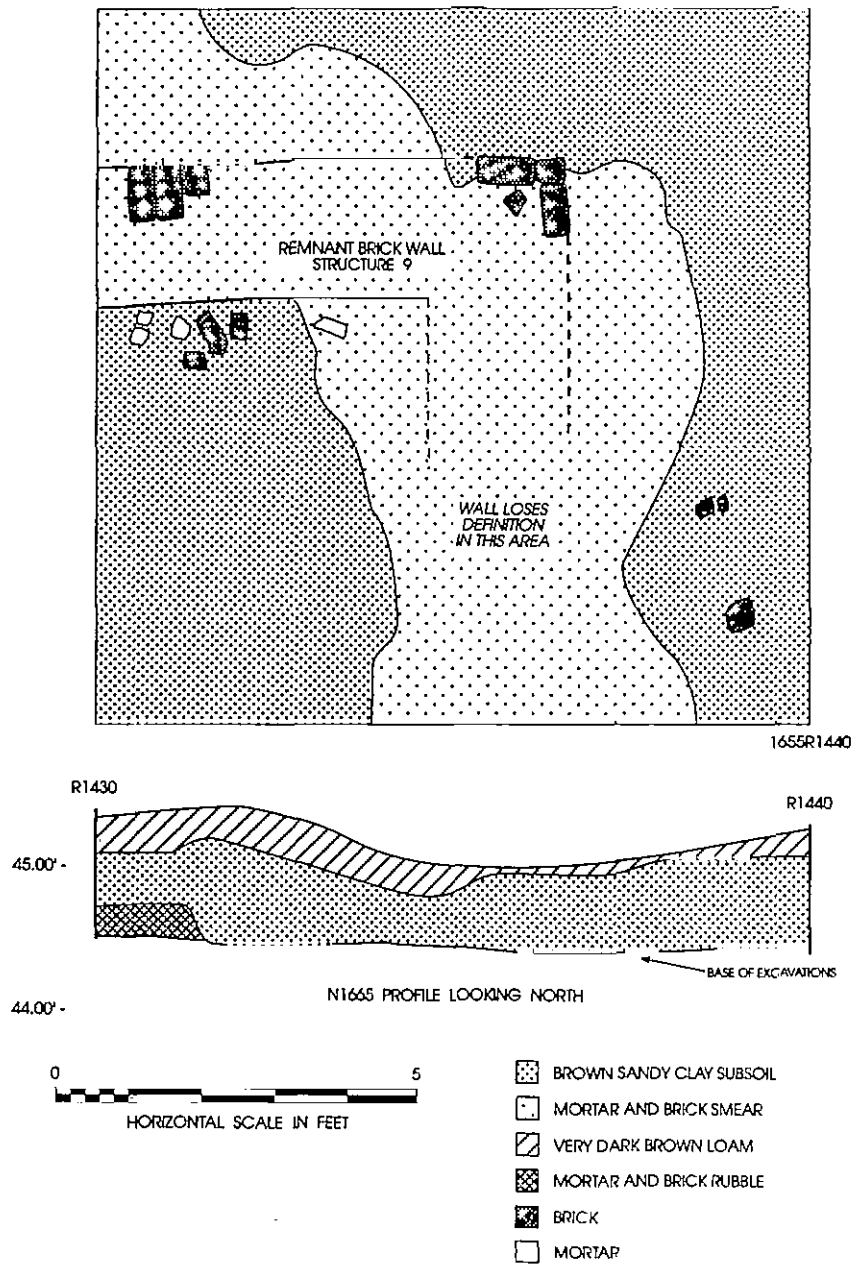 REMNANT BRICK WALL
STRUCTURE 9
WALL LOSES
DEFINITION
IN THIS AREA
1655R1440
R1430
R1440
45.00' -
BASE OF EXCAVATIONS
N1665 PROFILE LOOKING NORTH
44.00' -
0 5
HORIZONTAL SCALE IN FEET
BROWN SANDY CLAY SUBSOIL
MORTAR AND BRICK SMEAR
VERY DARK BROWN LOAM
MORTAR AND BRICK RUBBLE
BRICK
MORTAR